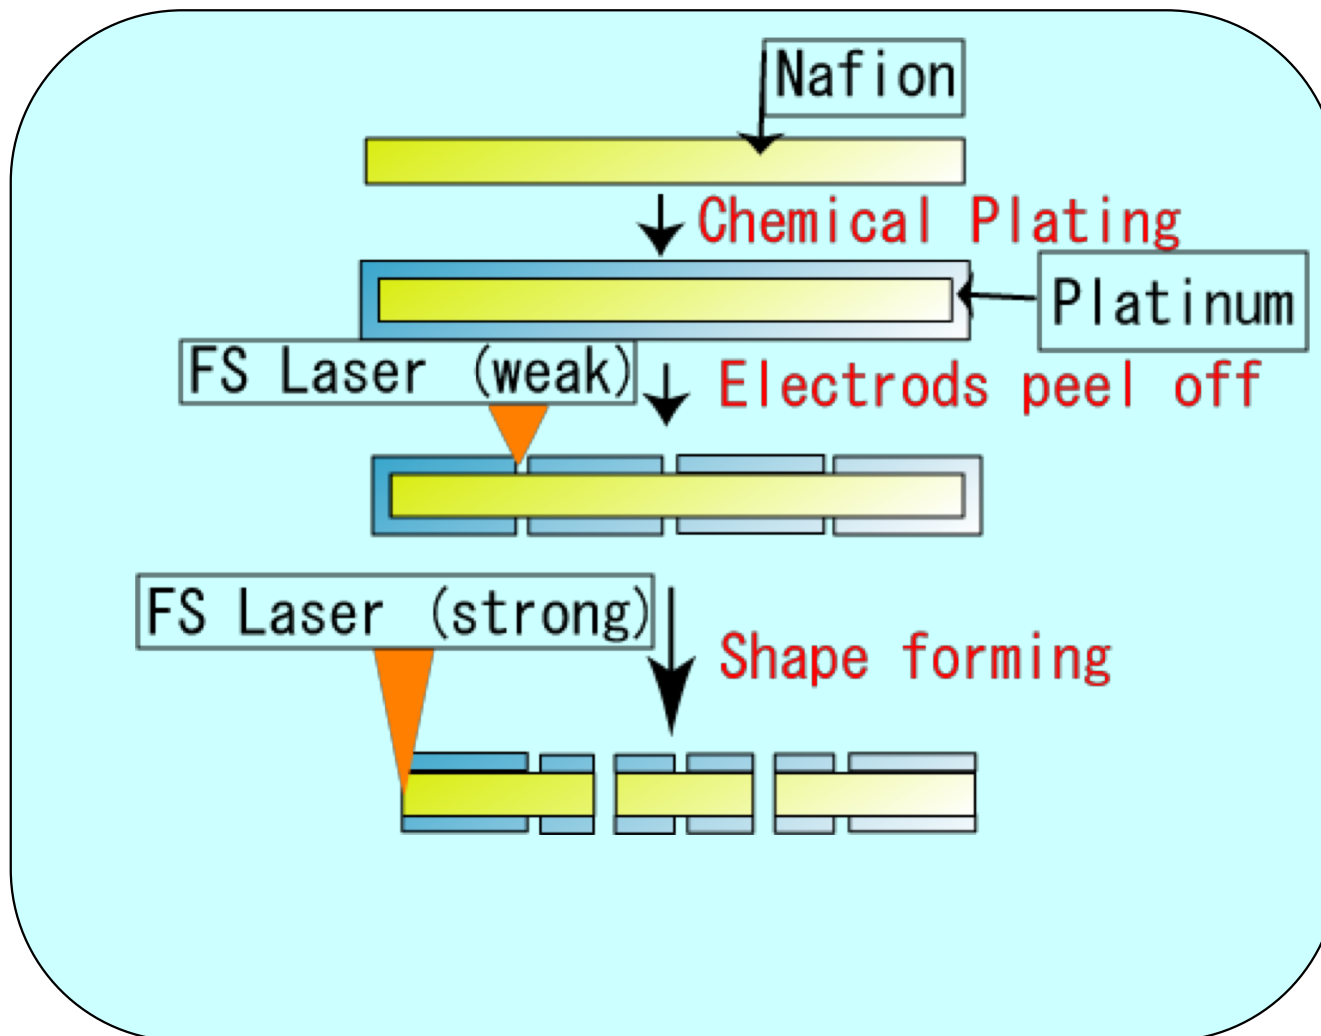 Nafion
Chemical Plating
Platinum
FS Laser (weak)
Electrods peel off
FS Laser (strong)
Shape forming